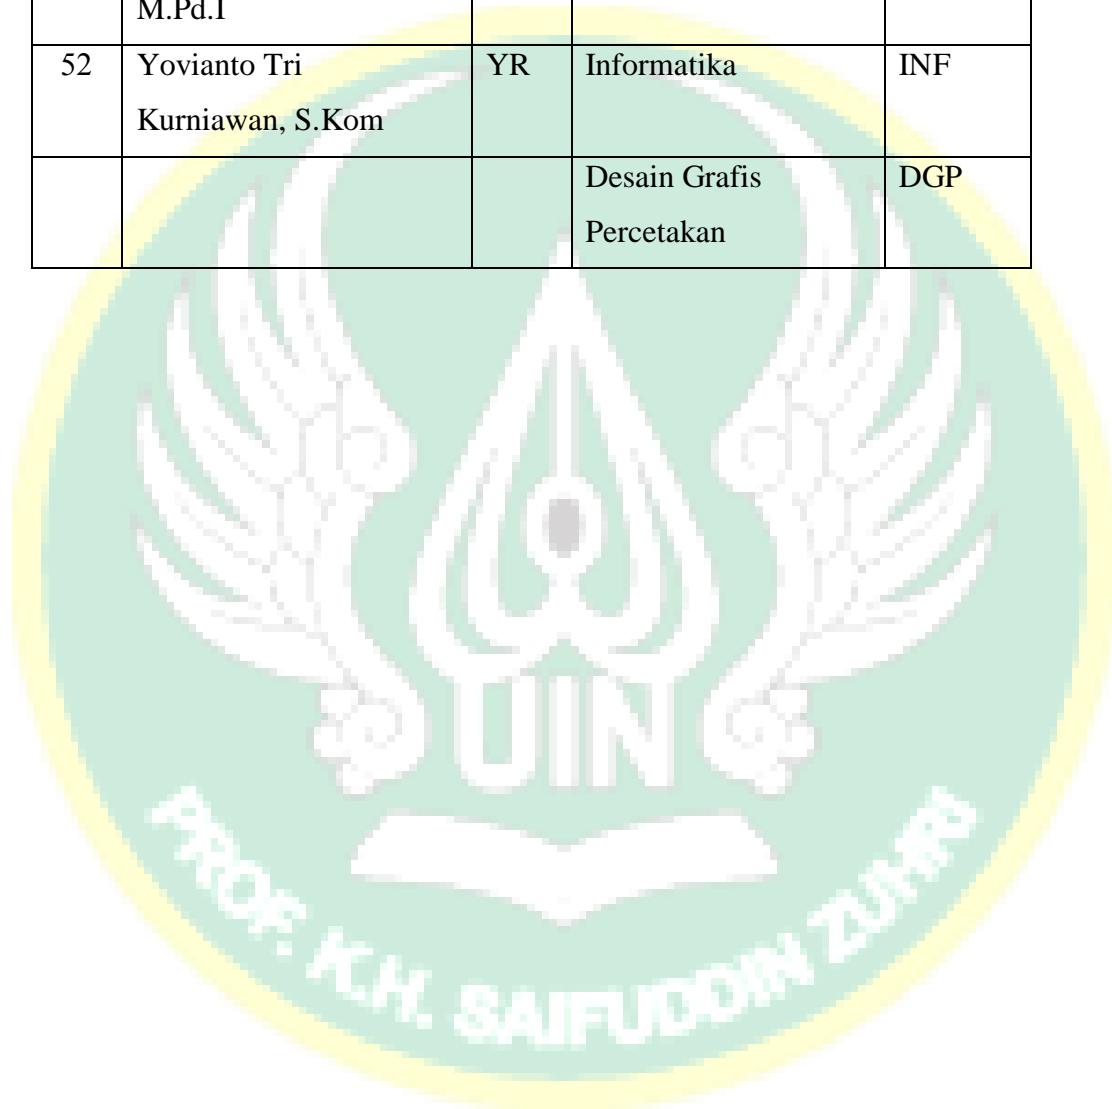 M.Pd.I
52 Yovianto Tri YR Informatika INF
Kurniawan, S.Kom
Desain Grafis DGP
Percetakan
UIN
PROF. K.H. SAIFUDDIN ZUHRI